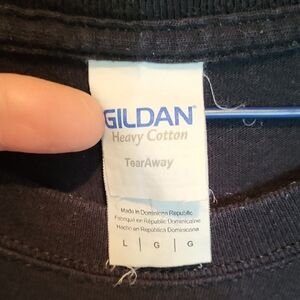 GILDAN
Heavy Cotton
TearAway
Made in Dominican Republic
Fabriqué en République Dominicaine
Hecho en República Dominicana
L | G | G